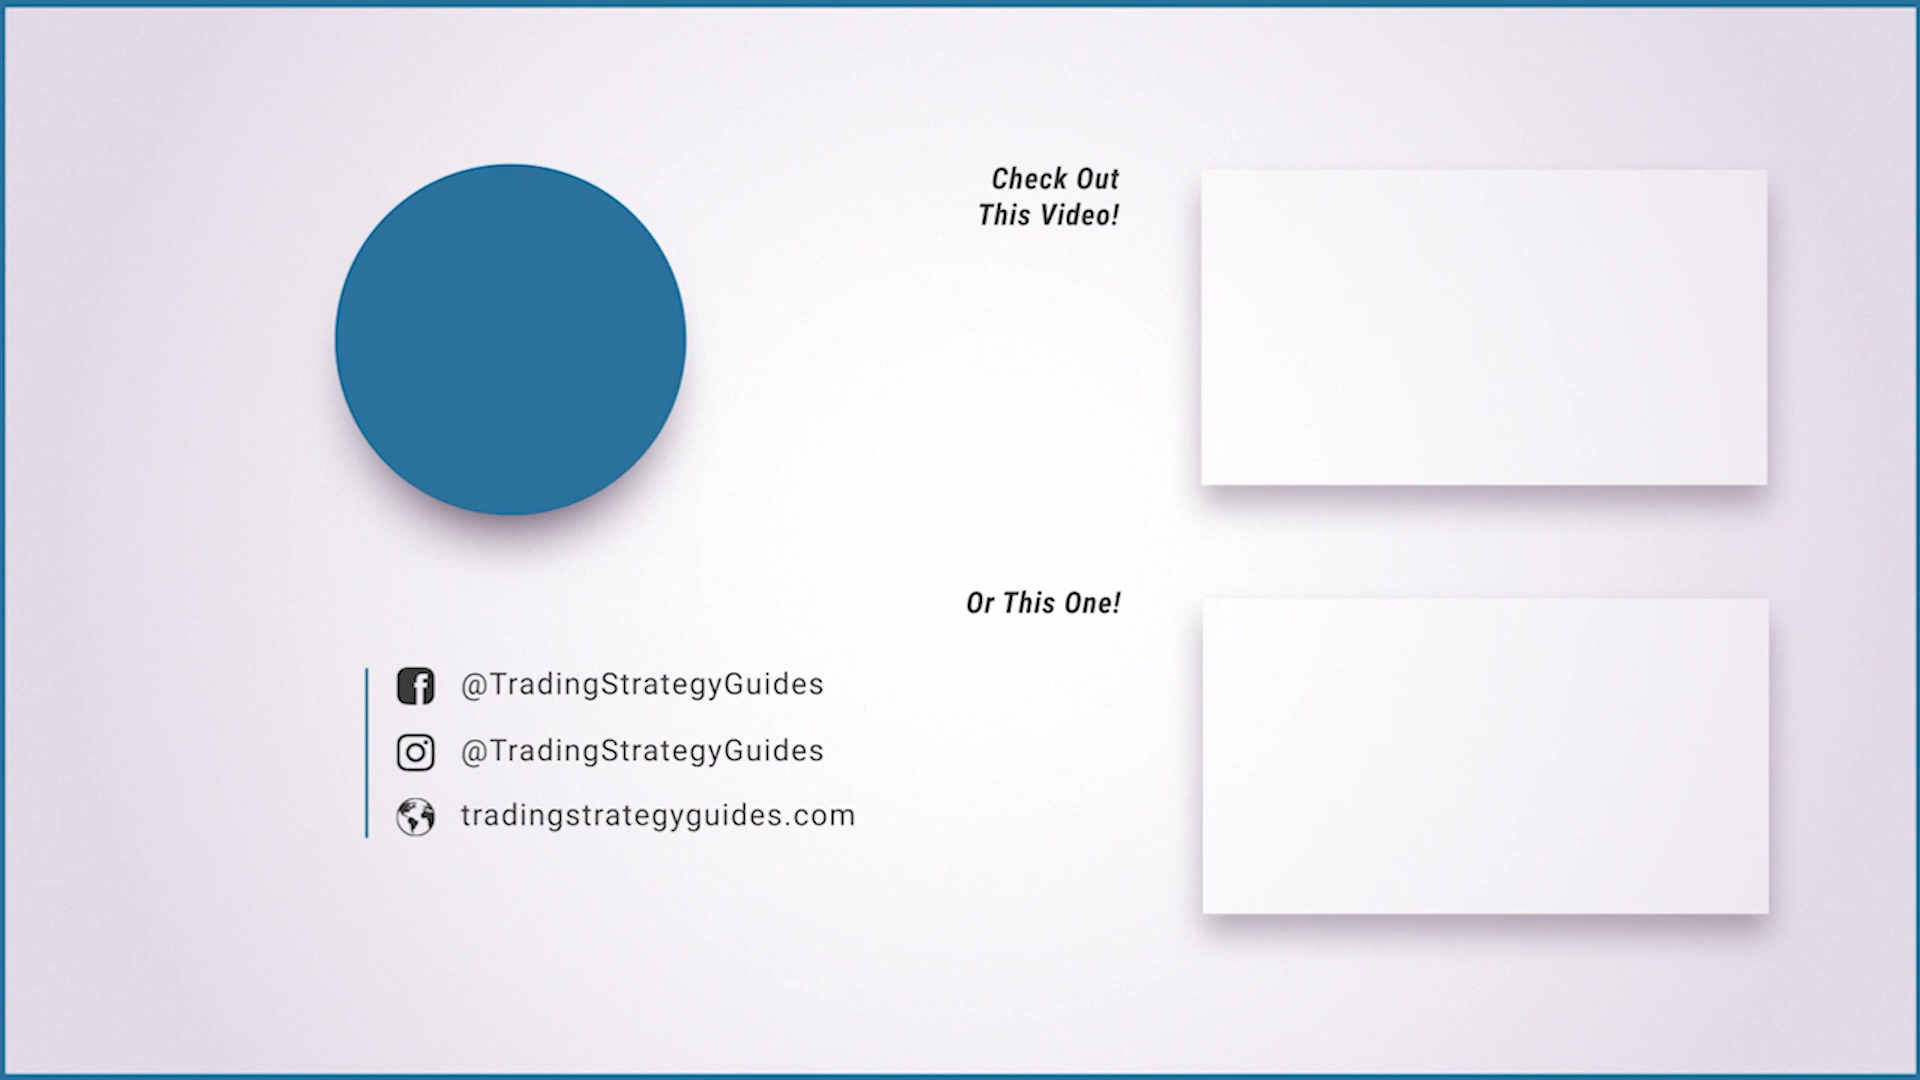 Check Out
This Video!
Or This One!
@TradingStrategyGuides
@TradingStrategyGuides
tradingstrategyguides.com